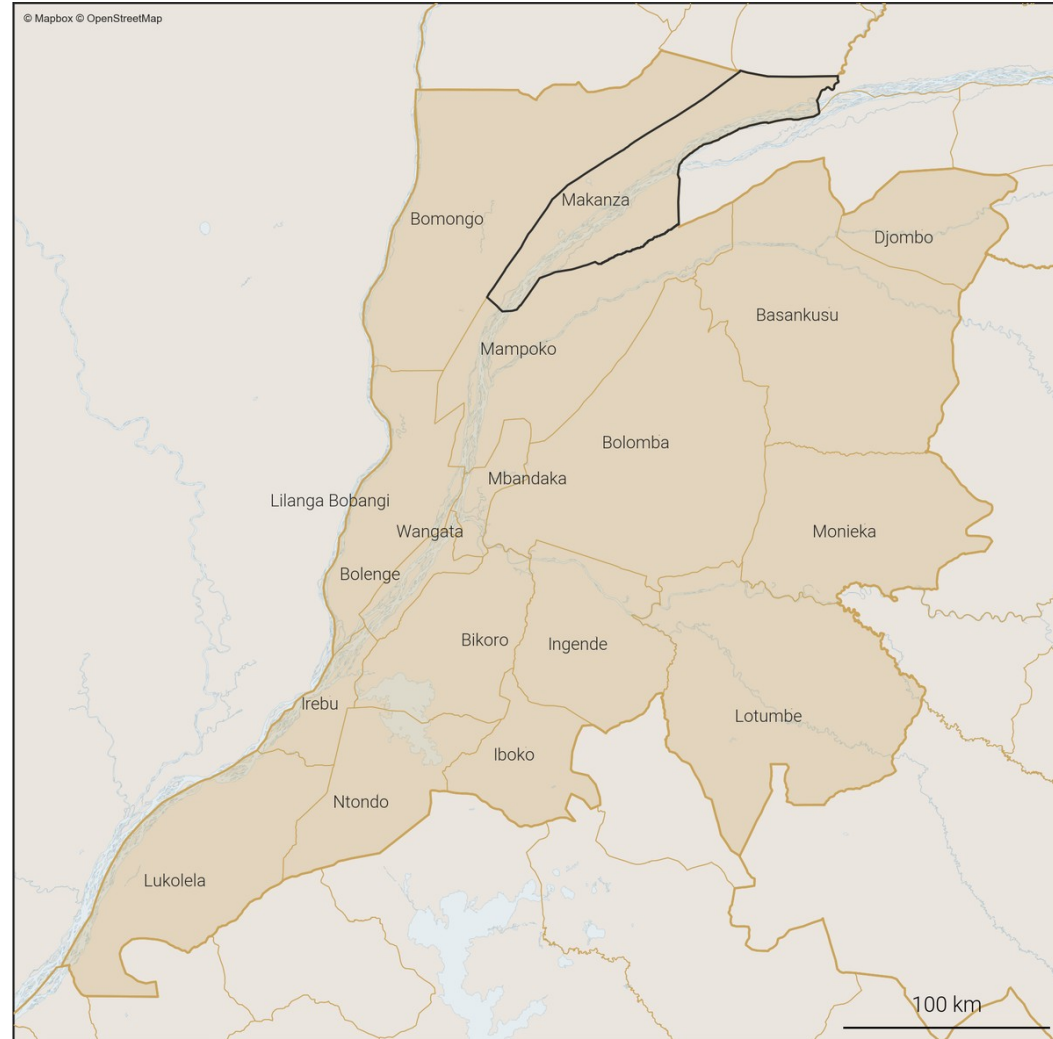 © Mapbox © OpenStreetMap
Makanza
Bomongo
Djombo
Basankusu
Mampoko
Bolomba
Mbandaka
Lilanga Bobangi
Wangata
Monieka
Bolenge
Bikoro
Ingende
Irebu
Lotumbe
Iboko
Ntondo
Lukolela
100 km